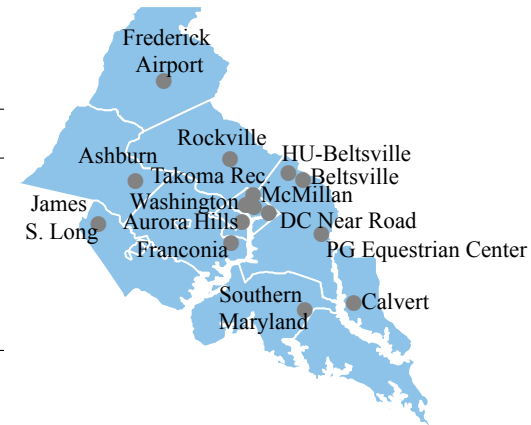 Frederick
Airport
Rockville
HU-Beltsville
Ashburn
Takoma Rec.
Beltsville
James
S. Long
Washington
McMillan
Aurora Hills
DC Near Road
Franconia
PG Equestrian Center
Southern
Maryland
Calvert